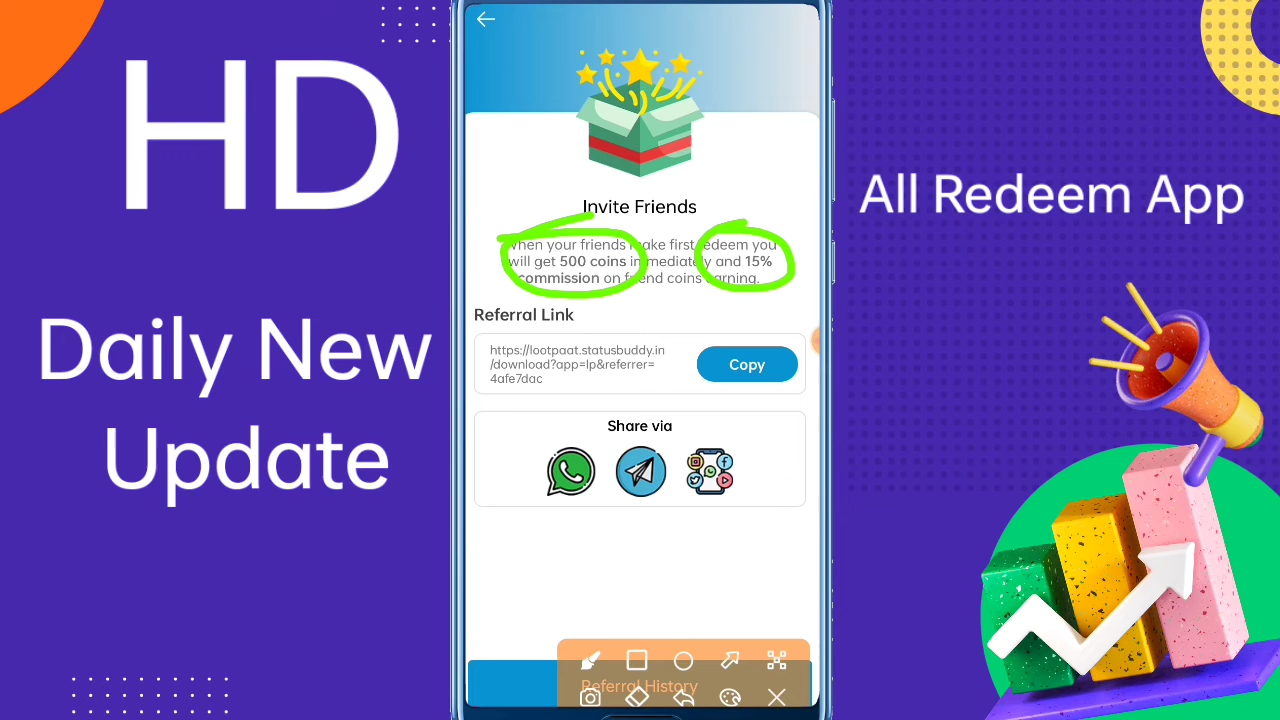 HD
Daily New
Update
Invite Friends
When your friends make first redeem you
will get 500 coins immediately and 15%
commission on friend coins earning.
Referral Link
https://lootpaat.statusbuddy.in
/download?app=lp&referrer=
4afe7dac
Copy
Share via
Referral History
All Redeem App